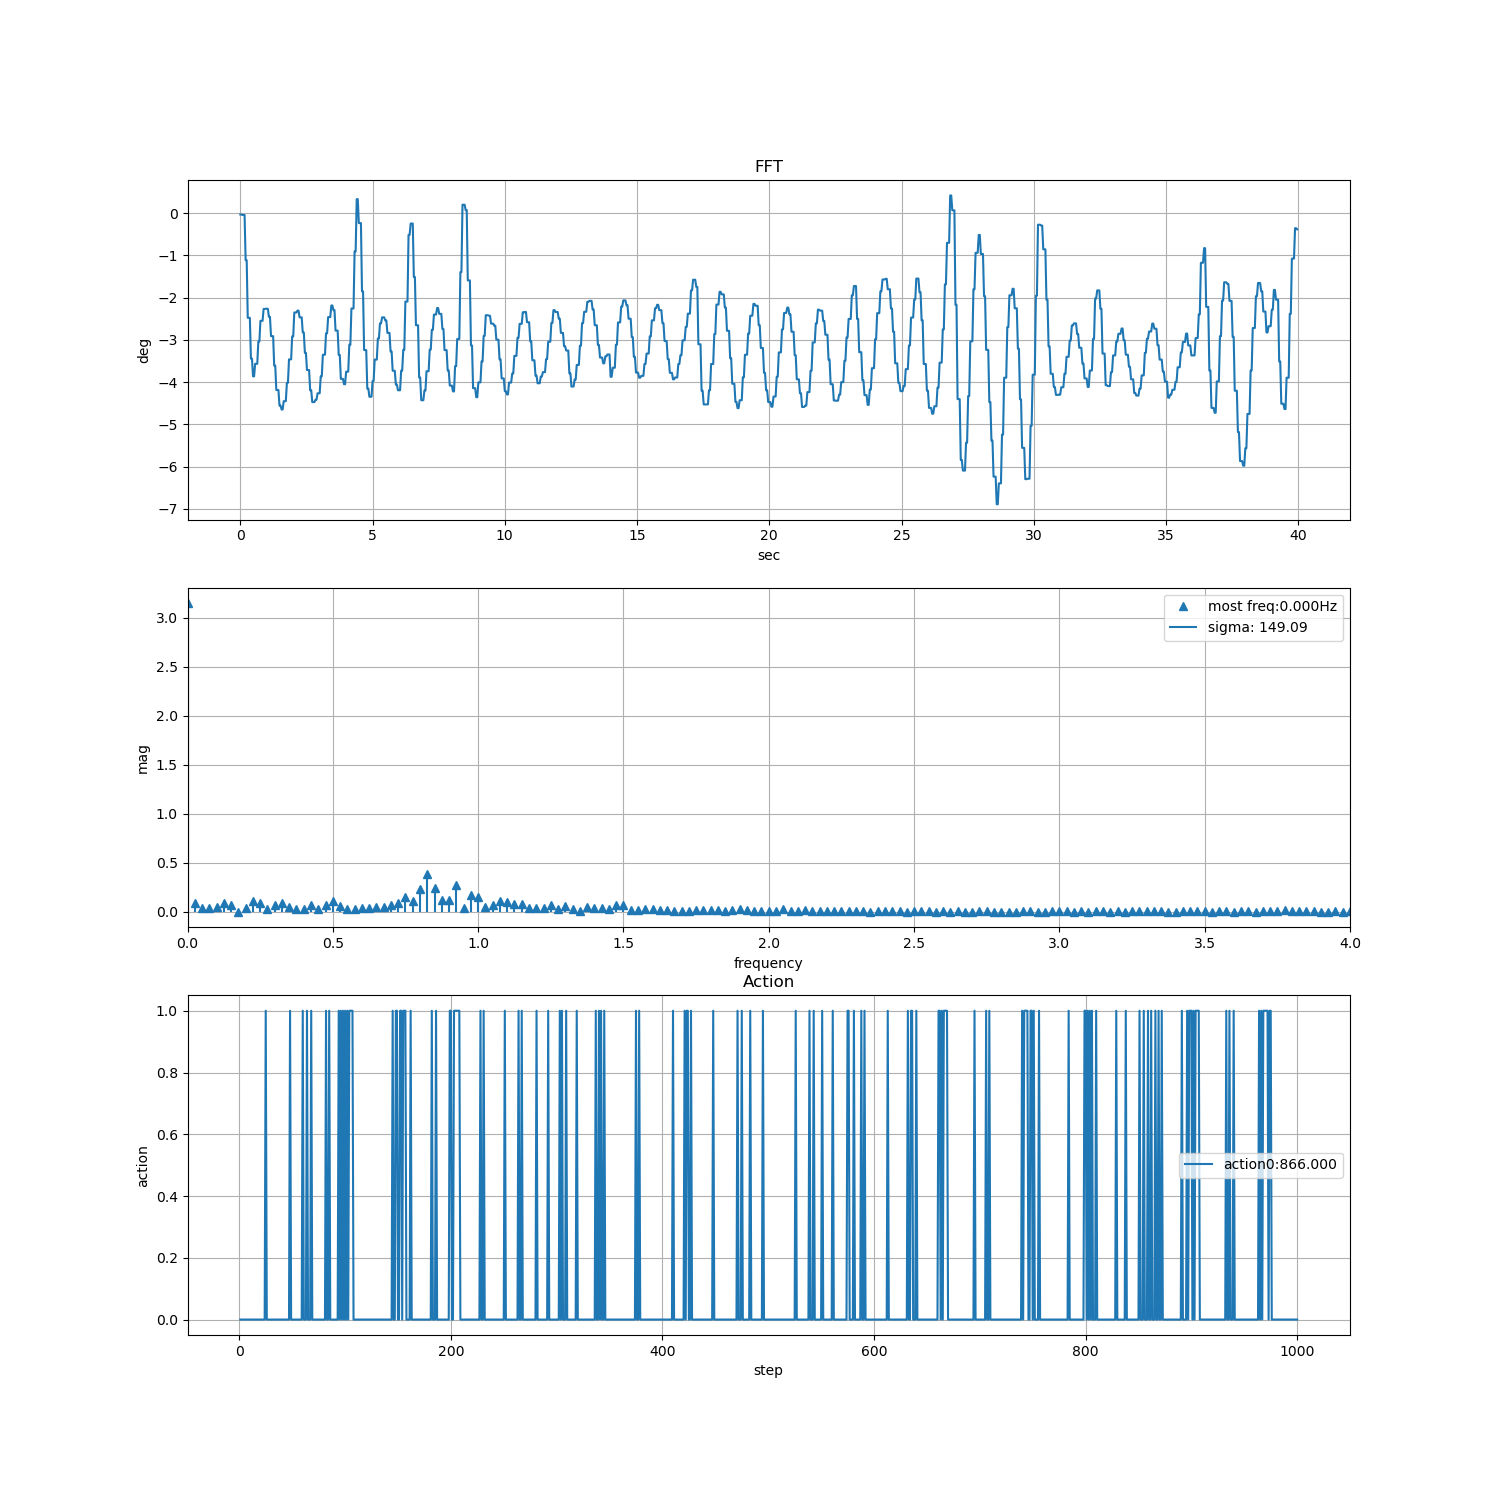 FFT
0
−1
−2
−3
−4
−5
−6
−7
deg
0 5 10 15 20 25 30 35 40
sec
most freq:0.000Hz
sigma: 149.09
3.0
2.5
2.0
1.5
1.0
0.5
0.0
mag
0.0 0.5 1.0 1.5 2.0 2.5 3.0 3.5 4.0
frequency
Action
1.0
0.8
0.6
0.4
0.2
0.0
action
action0:866.000
0 200 400 600 800 1000
step